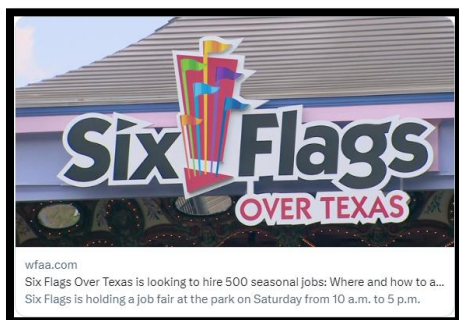 Six Flags
OVER TEXAS
wfaa.com
Six Flags Over Texas is looking to hire 500 seasonal jobs: Where and how to a...
Six Flags is holding a job fair at the park on Saturday from 10 a.m. to 5 p.m.